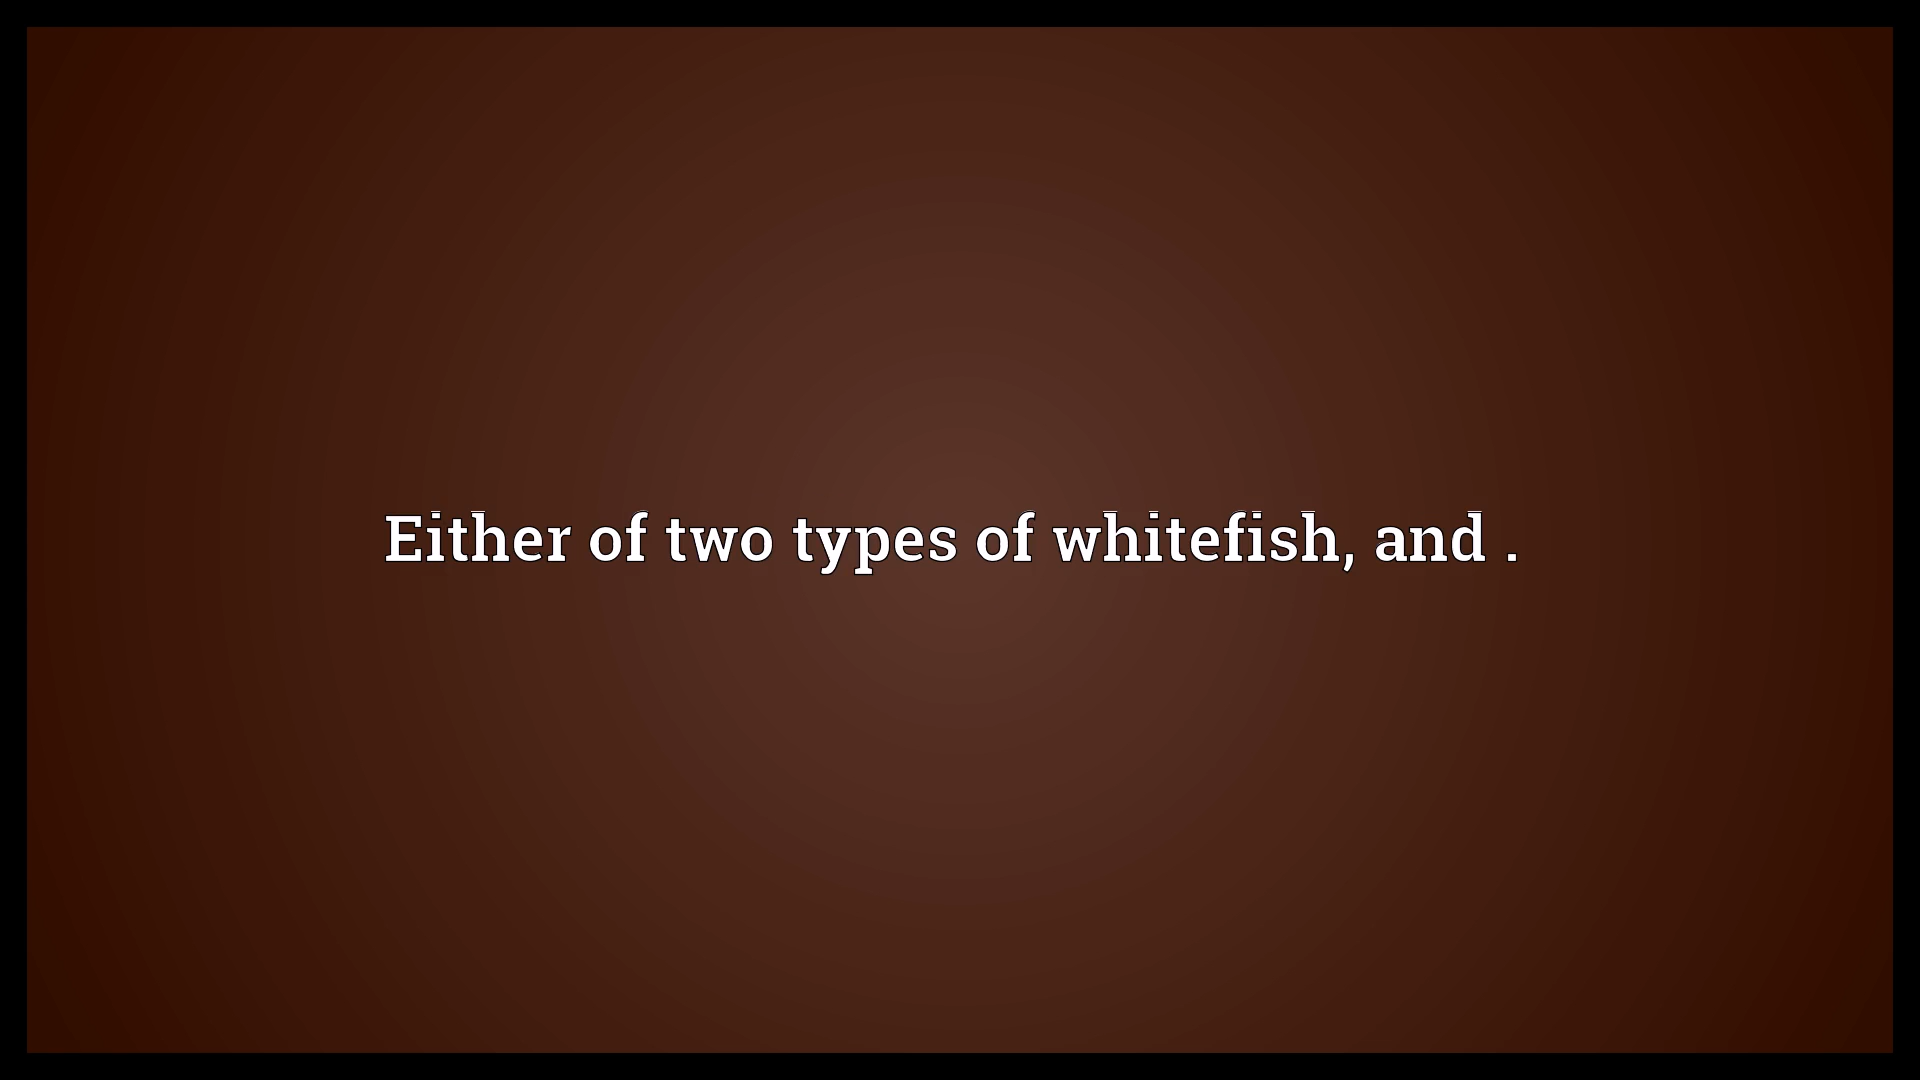 Either of two types of whitefish, and .